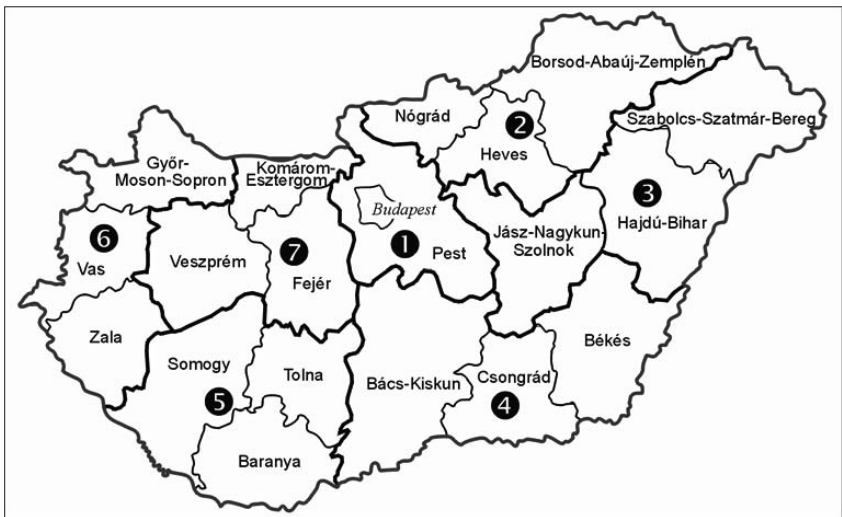 Borsod-Abaúj-Zemplén
Nógrád
2
Szabolcs-Szatmár-Bereg
Heves
Győr-
Moson-Sopron
Komárom-
Esztergom
3
Budapest
Hajdú-Bihar
6
1
Jász-Nagykun-
Szolnok
7
Pest
Veszprém
Vas
Fejér
Zala
Békés
Somogy
Tolna
Bács-Kiskun
Csongrád
5
4
Baranya